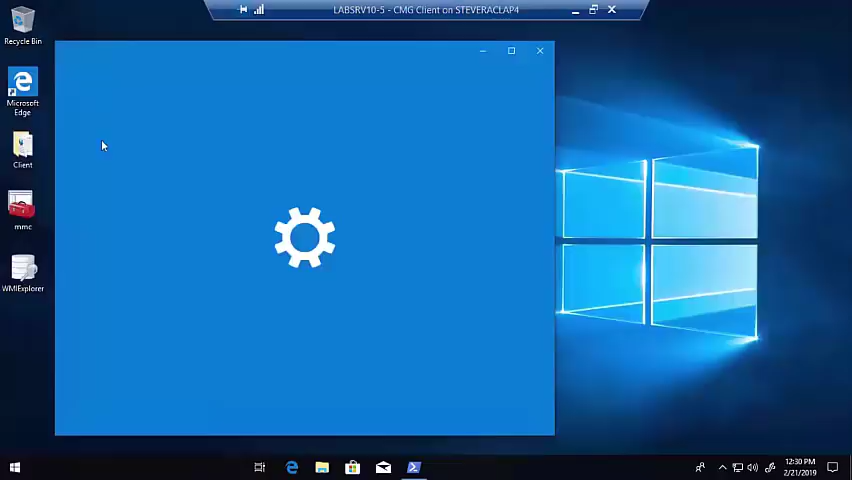 LABSRV10-5 - CMG Client on STEVERACLAP4
Recycle Bin
Microsoft
Edge
Client
mmc
WMIExplorer
12:30 PM
2/21/2019